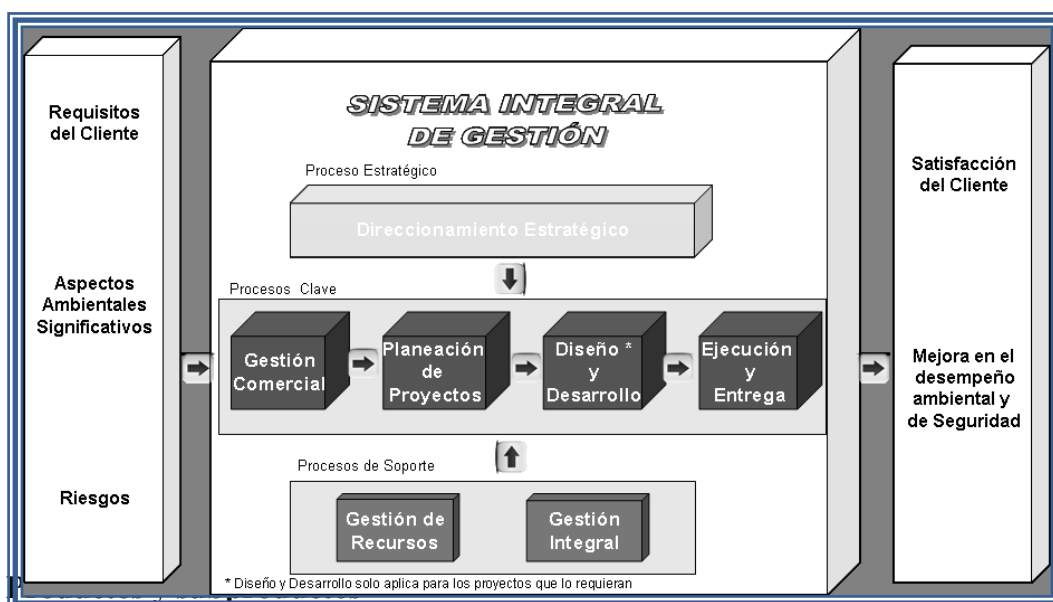 Requisitos
del Cliente
Aspectos
Ambientales
Significativos
Riesgos
SISTEMA INTEGRAL
DE GESTIÓN
Proceso Estratégico
Direccionamiento Estratégico
Procesos Clave
Gestión
Comercial
Planeación
de
Proyectos
Diseño *
y
Desarrollo
Ejecución
y
Entrega
Procesos de Soporte
Gestión de
Recursos
Gestión
Integral
* Diseño y Desarrollo solo aplica para los proyectos que lo requieran
Satisfacción
del Cliente
Mejora en el
desempeño
ambiental y
de Seguridad